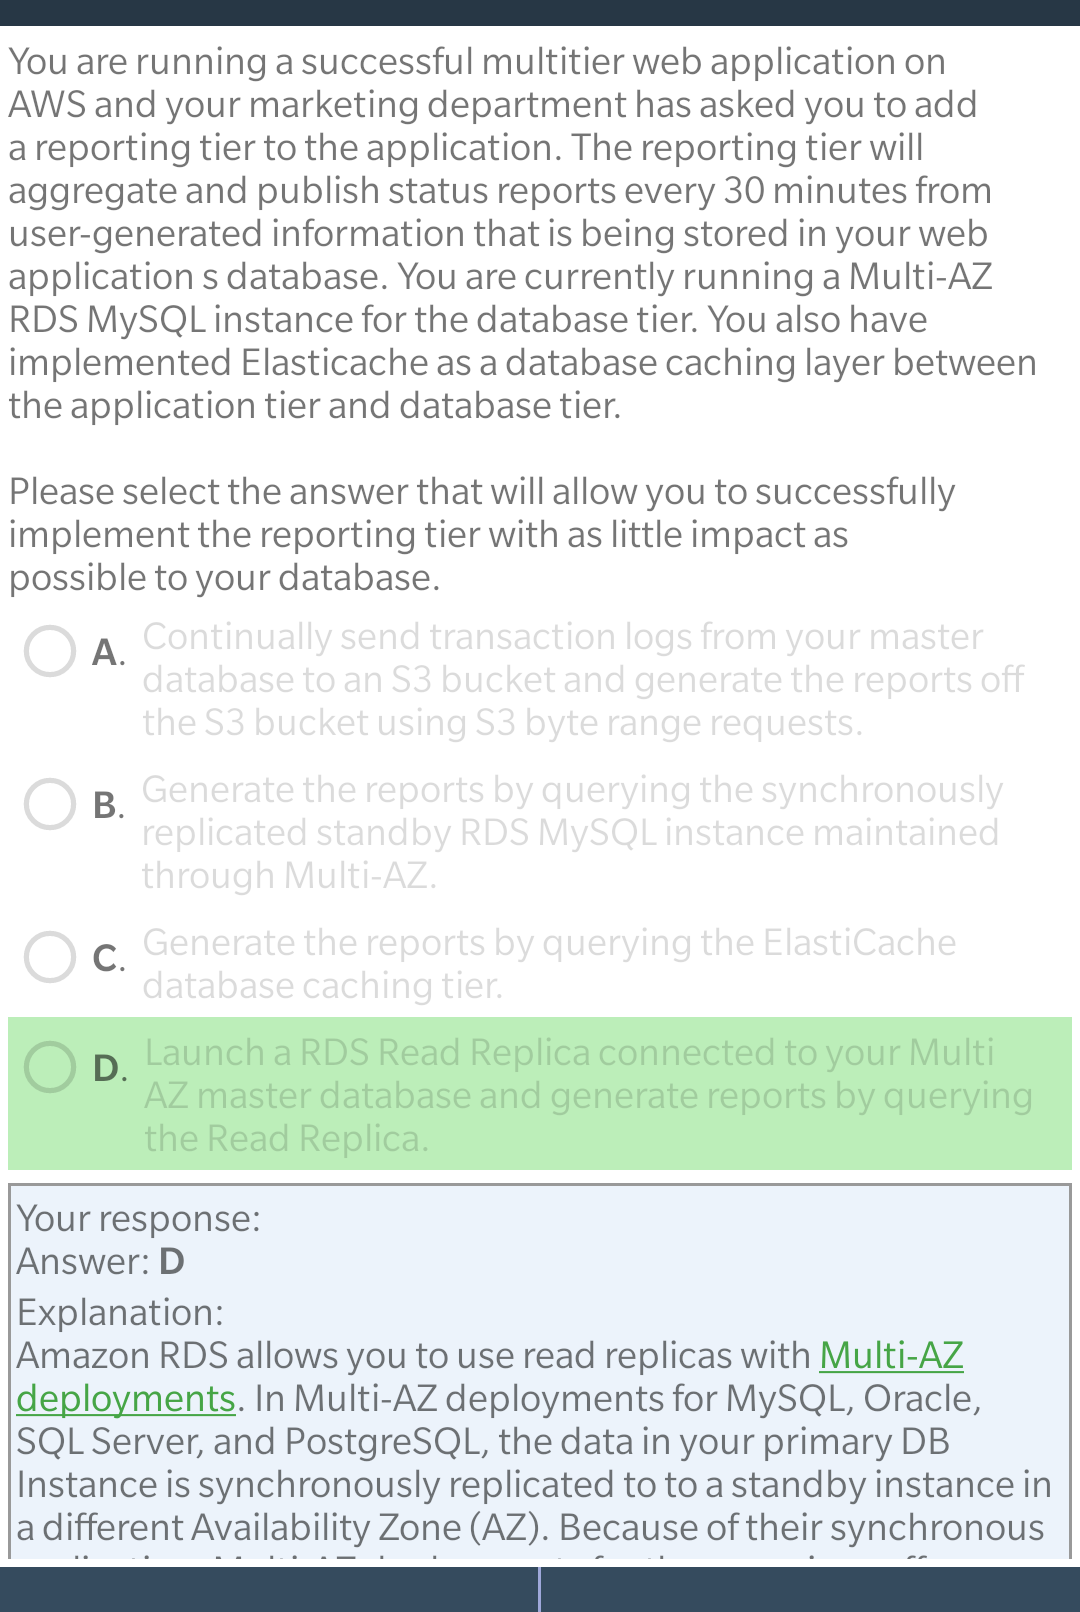 You are running a successful multitier web application on
AWS and your marketing department has asked you to add
a reporting tier to the application. The reporting tier will
aggregate and publish status reports every 30 minutes from
user-generated information that is being stored in your web
application s database. You are currently running a Multi-AZ
RDS MySQL instance for the database tier. You also have
implemented Elasticache as a database caching layer between
the application tier and database tier.
Please select the answer that will allow you to successfully
implement the reporting tier with as little impact as
possible to your database.
A. Continually send transaction logs from your master
database to an S3 bucket and generate the reports off
the S3 bucket using S3 byte range requests.
B. Generate the reports by querying the synchronously
replicated standby RDS MySQL instance maintained
through Multi-AZ.
C. Generate the reports by querying the ElastiCache
database caching tier.
D. Launch a RDS Read Replica connected to your Multi
AZ master database and generate reports by querying
the Read Replica.
Your response:
Answer: D
Explanation:
Amazon RDS allows you to use read replicas with Multi-AZ
deployments. In Multi-AZ deployments for MySQL, Oracle,
SQL Server, and PostgreSQL, the data in your primary DB
Instance is synchronously replicated to to a standby instance in
a different Availability Zone (AZ). Because of their synchronous